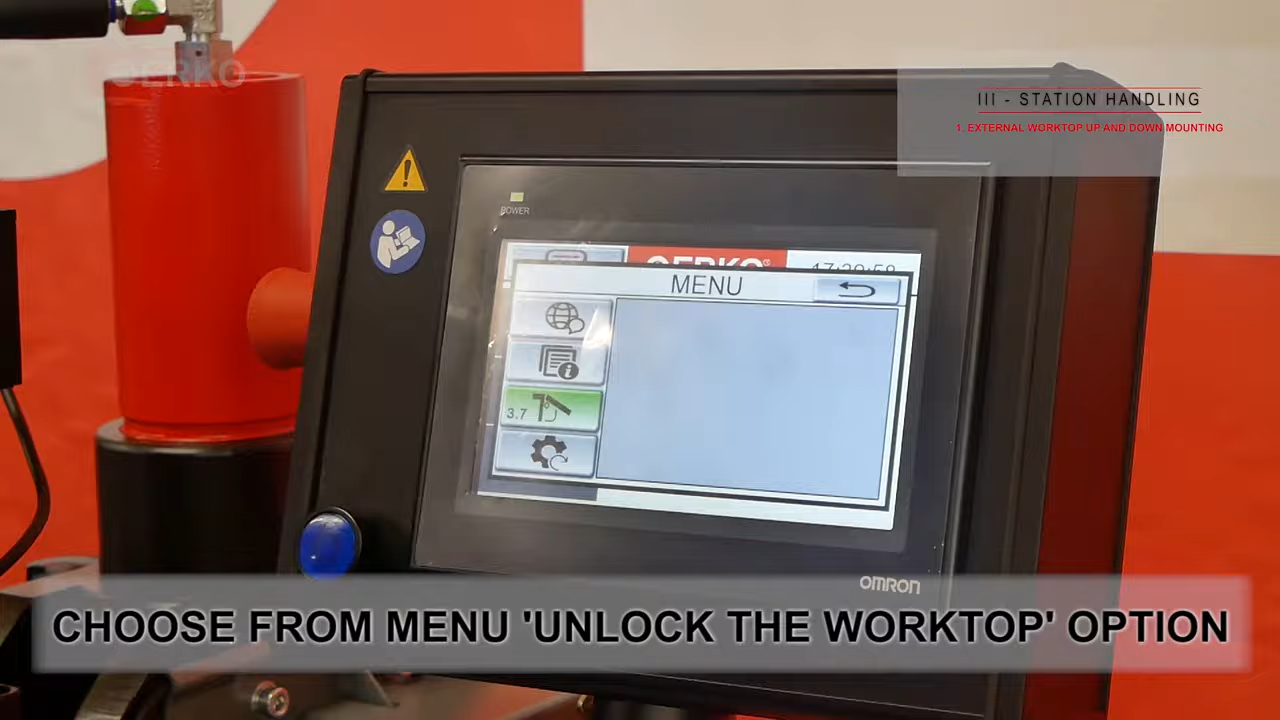 III - STATION HANDLING
1. EXTERNAL WORKTOP UP AND DOWN MOUNTING
POWER
MENU
3.7
OMRON
CHOOSE FROM MENU 'UNLOCK THE WORKTOP' OPTION